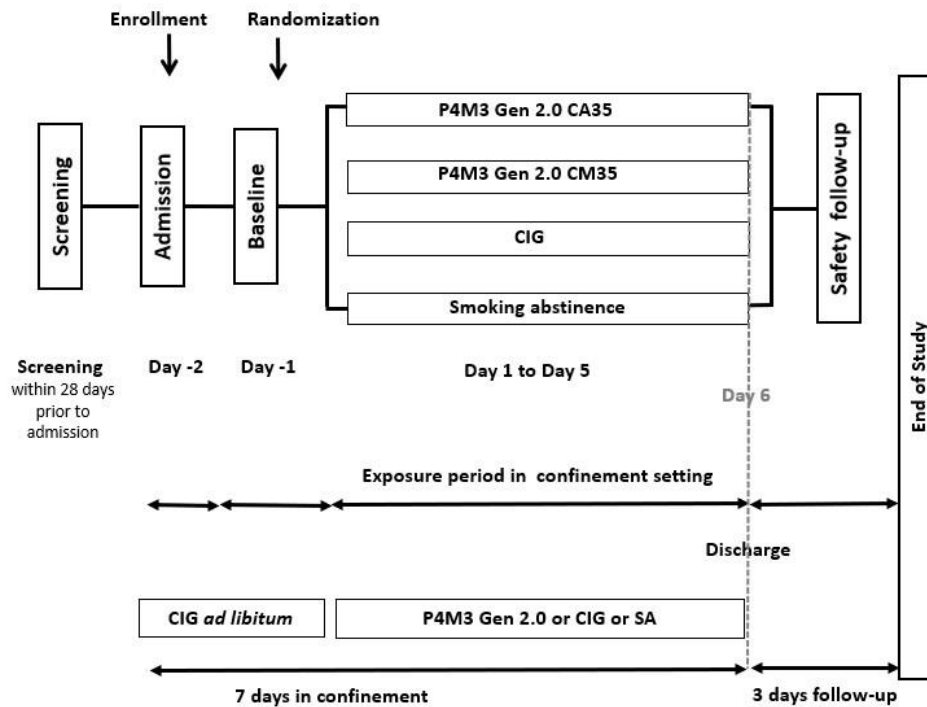 Enrollment
Randomization
Screening
Admission
Baseline
P4M3 Gen 2.0 CA35
P4M3 Gen 2.0 CM35
CIG
Smoking abstinence
Safety follow-up
End of Study
Screening
within 28 days
prior to
admission
Day -2
Day -1
Day 1 to Day 5
Day 6
Exposure period in confinement setting
Discharge
CIG ad libitum
P4M3 Gen 2.0 or CIG or SA
7 days in confinement
3 days follow-up